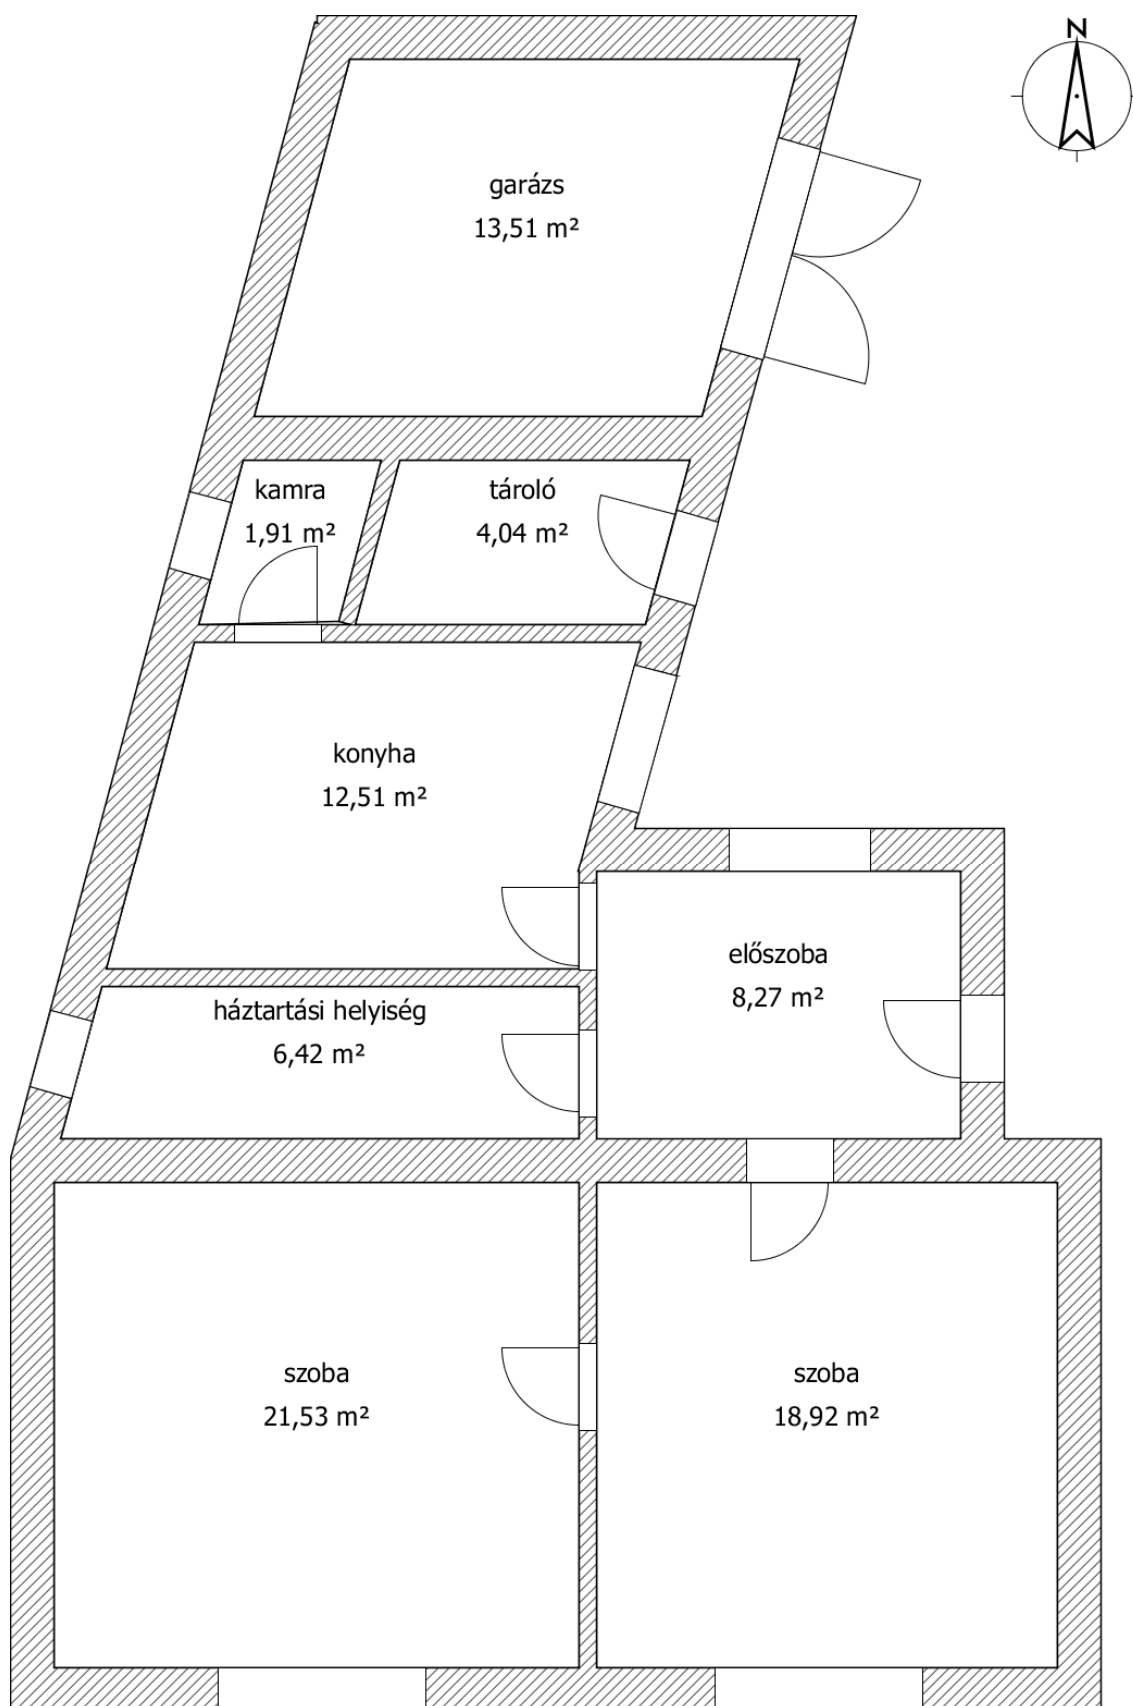 N
garázs
13,51 m²
kamra
1,91 m²
tároló
4,04 m²
konyha
12,51 m²
előszoba
8,27 m²
háztartási helyiség
6,42 m²
szoba
21,53 m²
szoba
18,92 m²